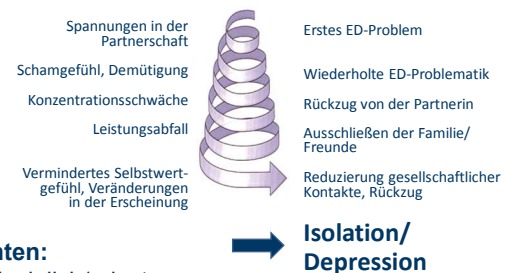 Spannungen in der
Partnerschaft
Schamgefühl, Demütigung
Konzentrationsschwäche
Leistungsabfall
Vermindertes Selbstwert-
gefühl, Veränderungen
in der Erscheinung
Erstes ED-Problem
Wiederholte ED-Problematik
Rückzug von der Partnerin
Ausschließen der Familie/
Freunde
Reduzierung gesellschaftlicher
Kontakte, Rückzug
Isolation/
Depression